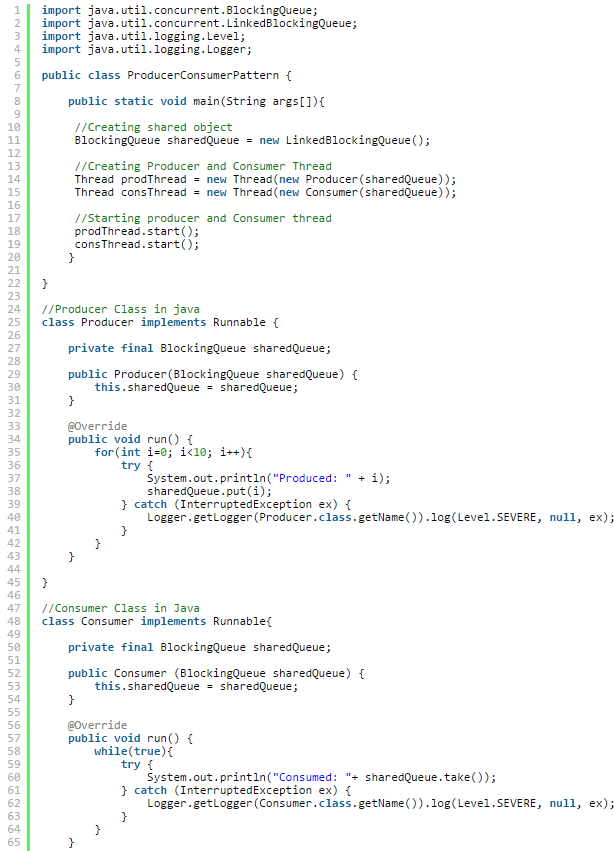 1 import java.util.concurrent.BlockingQueue;
2 import java.util.concurrent.LinkedBlockingQueue;
3 import java.util.logging.Level;
4 import java.util.logging.Logger;
5
6 public class ProducerConsumerPattern {
7
8     public static void main(String args[]){
9
10      //Creating shared object
11      BlockingQueue sharedQueue = new LinkedBlockingQueue();
12
13      //Creating Producer and Consumer Thread
14      Thread prodThread = new Thread(new Producer(sharedQueue));
15      Thread consThread = new Thread(new Consumer(sharedQueue));
16
17      //Starting producer and Consumer thread
18      prodThread.start();
19      consThread.start();
20     }
21
22 }
23
24 //Producer Class in java
25 class Producer implements Runnable {
26
27     private final BlockingQueue sharedQueue;
28
29     public Producer(BlockingQueue sharedQueue) {
30         this.sharedQueue = sharedQueue;
31     }
32
33     @Override
34     public void run() {
35         for(int i=0; i<10; i++){
36             try {
37                 System.out.println("Produced: " + i);
38                 sharedQueue.put(i);
39             } catch (InterruptedException ex) {
40                 Logger.getLogger(Producer.class.getName()).log(Level.SEVERE, null, ex);
41             }
42         }
43     }
44
45 }
46
47 //Consumer Class in Java
48 class Consumer implements Runnable{
49
50     private final BlockingQueue sharedQueue;
51
52     public Consumer (BlockingQueue sharedQueue) {
53         this.sharedQueue = sharedQueue;
54     }
55
56     @Override
57     public void run() {
58         while(true){
59             try {
60                 System.out.println("Consumed: "+ sharedQueue.take());
61             } catch (InterruptedException ex) {
62                 Logger.getLogger(Consumer.class.getName()).log(Level.SEVERE, null, ex);
63             }
64         }
65     }